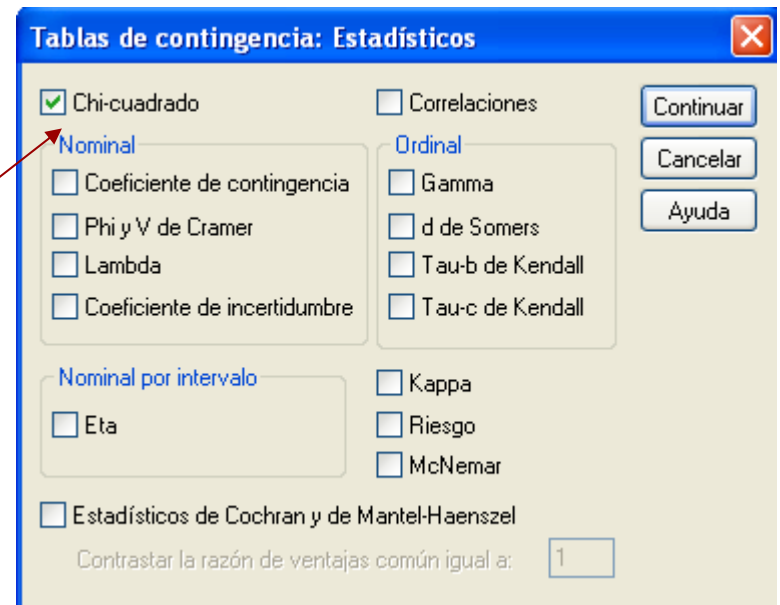 Tablas de contingencia: Estadísticos
Chi-cuadrado
Correlaciones
Continuar
Cancelar
Ayuda
Nominal
Coeficiente de contingencia
Phi y V de Cramer
Lambda
Coeficiente de incertidumbre
Ordinal
Gamma
d de Somers
Tau-b de Kendall
Tau-c de Kendall
Nominal por intervalo
Eta
Kappa
Riesgo
McNemar
Estadísticos de Cochran y de Mantel-Haenszel
Contrastar la razón de ventajas común igual a: 1